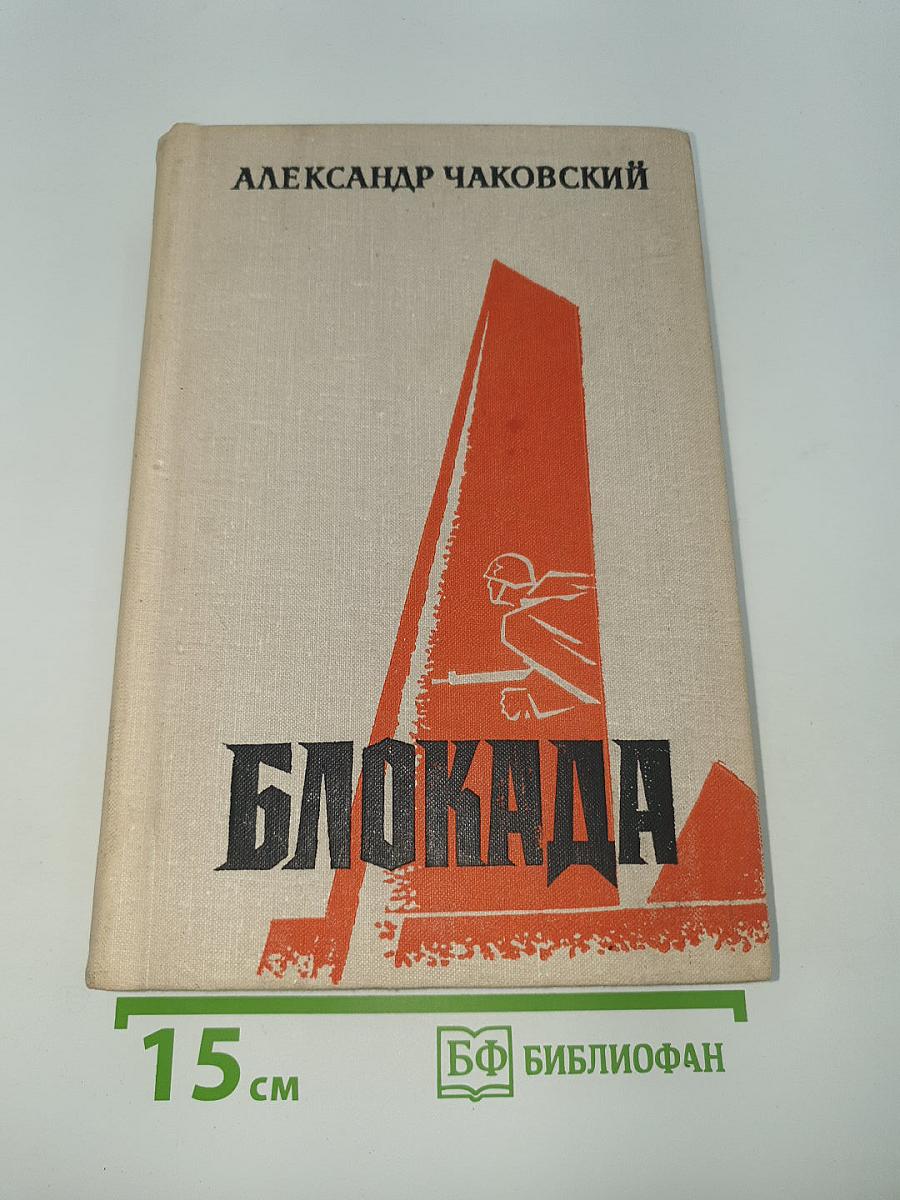 АЛЕКСАНДР ЧАКОВСКИЙ
БЛОКАДА
15 см
БФ БИБЛИОФАН